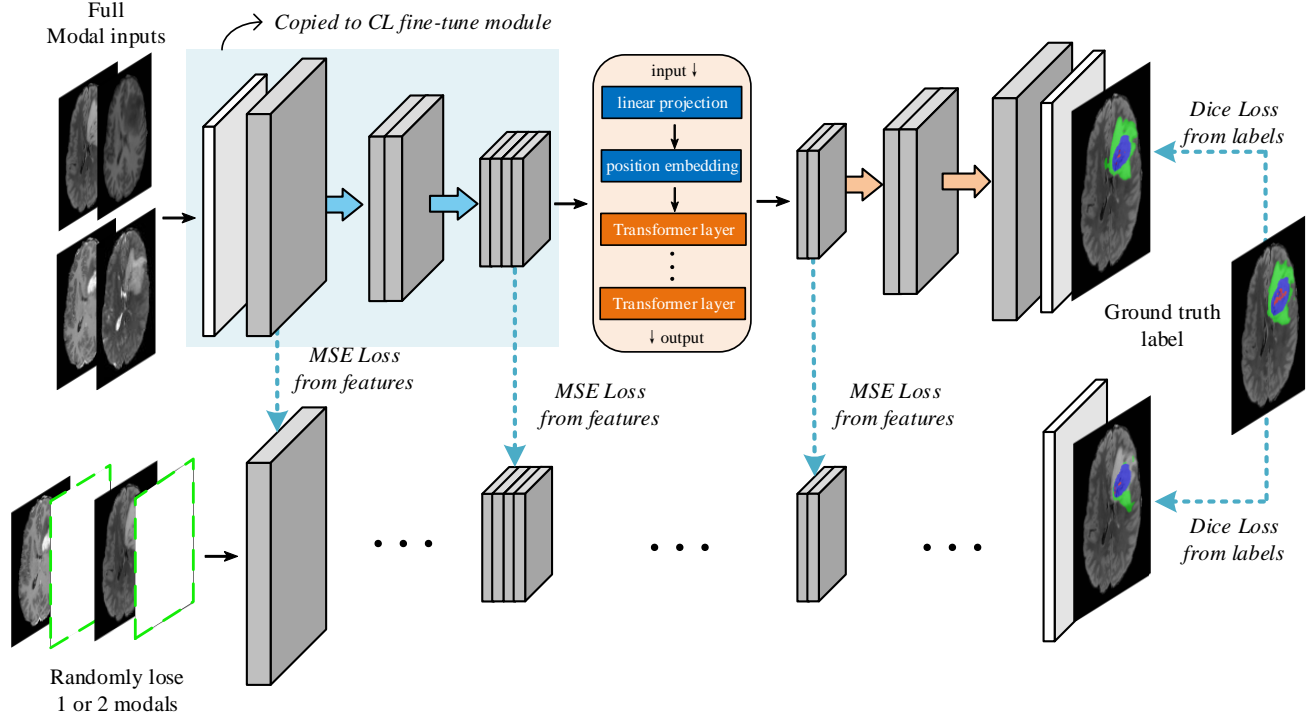 Full
Modal inputs
Copied to CL fine-tune module
input ↓
linear projection
position embedding
Transformer layer
Transformer layer
↓ output
Dice Loss
from labels
Ground truth
label
MSE Loss
from features
MSE Loss
from features
MSE Loss
from features
Dice Loss
from labels
Randomly lose
1 or 2 modals